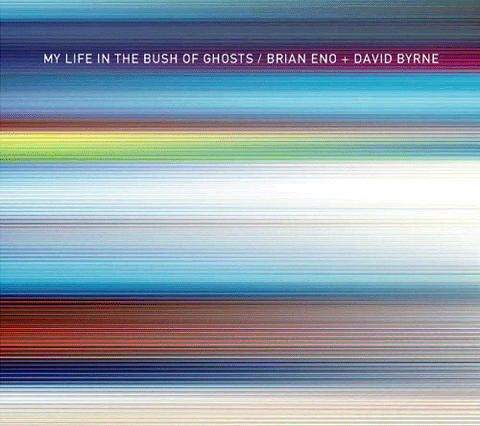 MY LIFE IN THE BUSH OF GHOSTS / BRIAN ENO + DAVID BYRNE